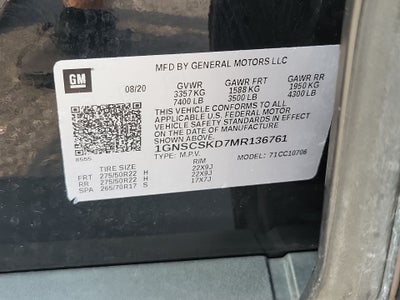 MFD BY GENERAL MOTORS LLC
GM
08/20 GVWR GAWR FRT GAWR RR
3357 KG 1588 KG 1950 KG
7400 LB 3500 LB 4300 LB
THIS VEHICLE CONFORMS TO ALL
APPLICABLE U.S. FEDERAL MOTOR
VEHICLE SAFETY STANDARDS IN EFFECT
ON THE DATE OF MANUFACTURE
SHOWN ABOVE.
1GNSCSKD7MR136761
TYPE: M.P.V. MODEL: 71CC10706
TIRE SIZE RIM
FRT 275/50R22 H 22X9J
RR 275/50R22 H 22X9J
SPA 265/70R17 S 17X7J